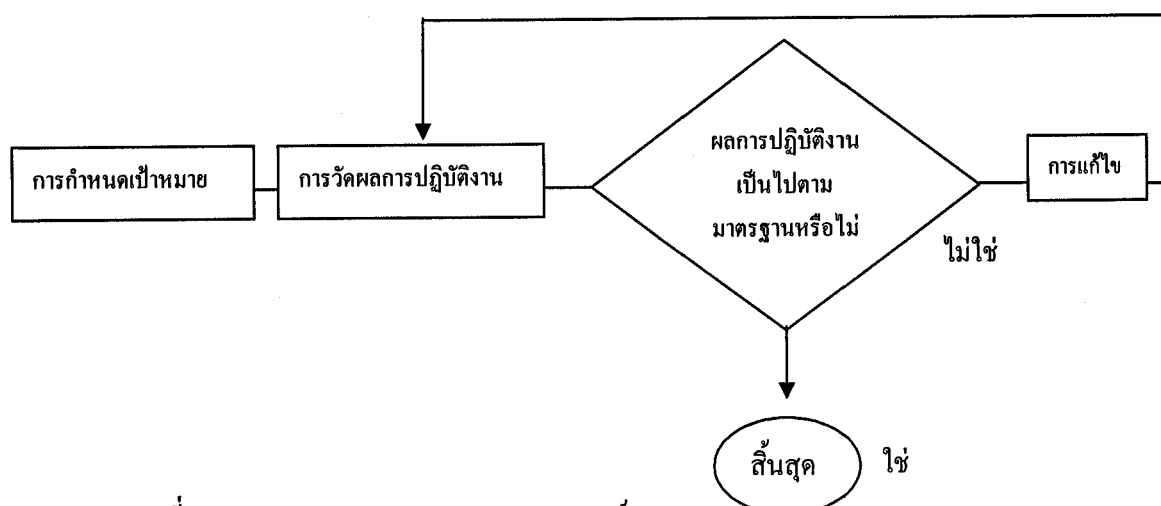 การกำหนดเป้าหมาย
การวัดผลการปฏิบัติงาน
ผลการปฏิบัติงาน
เป็นไปตาม
มาตรฐานหรือไม่
การแก้ไข
ไม่ใช่
สิ้นสุด
ใช่